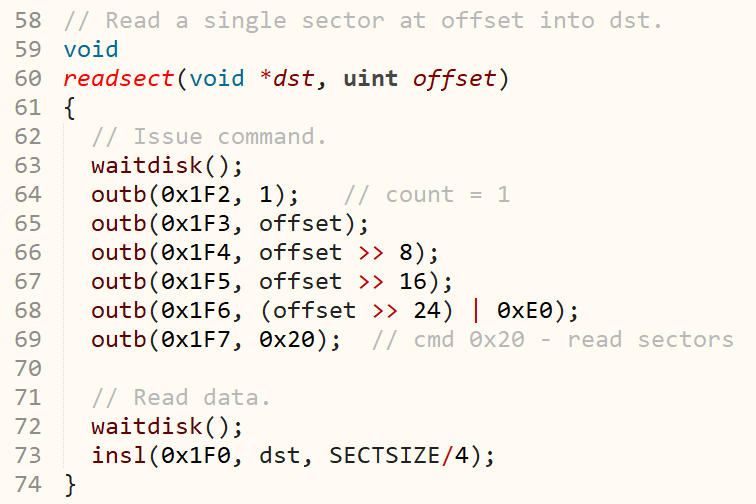 58 // Read a single sector at offset into dst.
59 void
60 readsect(void *dst, uint offset)
61 {
62   // Issue command.
63   waitdisk();
64   outb(0x1F2, 1);   // count = 1
65   outb(0x1F3, offset);
66   outb(0x1F4, offset >> 8);
67   outb(0x1F5, offset >> 16);
68   outb(0x1F6, (offset >> 24) | 0xE0);
69   outb(0x1F7, 0x20);  // cmd 0x20 - read sectors
70
71   // Read data.
72   waitdisk();
73   insl(0x1F0, dst, SECTSIZE/4);
74 }